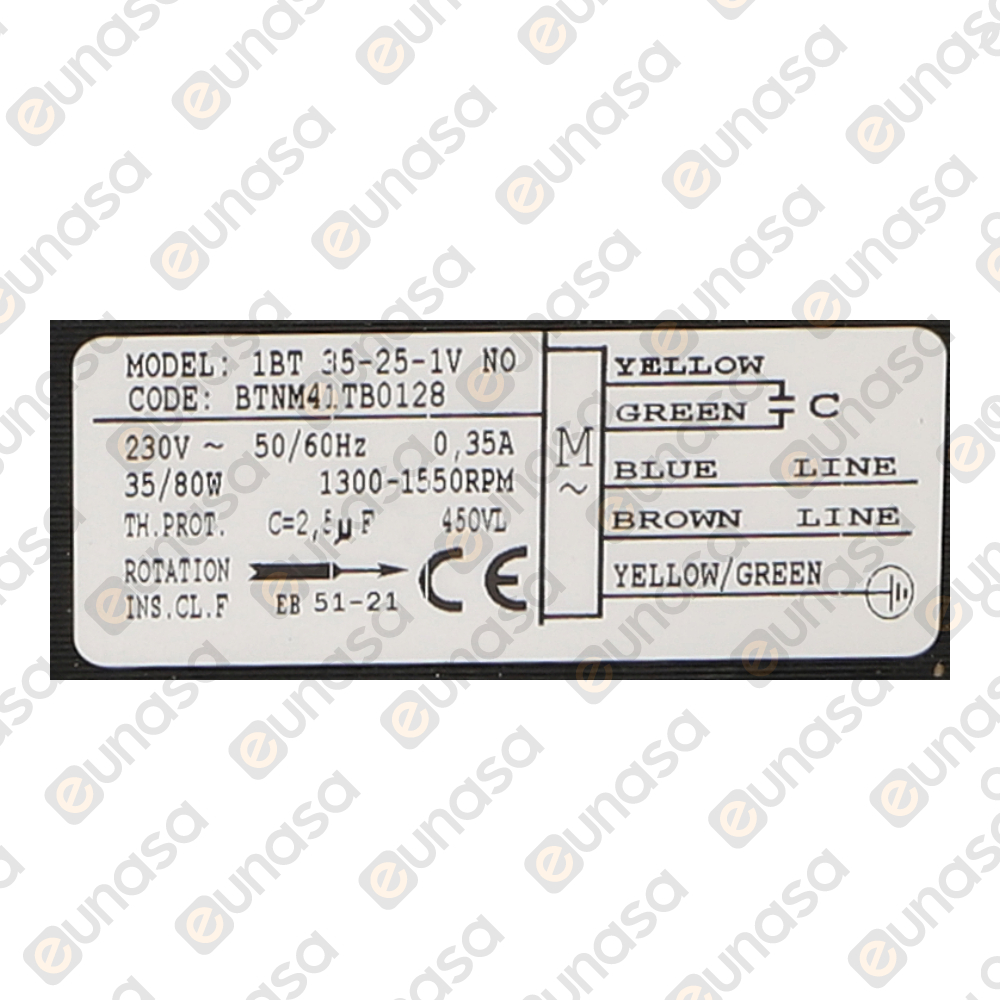 MODEL: 1BT 35-25-1V NO
CODE: BTNM41TB0128
230V ~ 50/60Hz 0,35A
35/80W 1300-1550RPM
TH.PROT. C=2,5µF 450VL
ROTATION CE
INS.CL.F EB 51-21
M
~
YELLOW
GREEN C
BLUE LINE
BROWN LINE
YELLOW/GREEN
eunasa